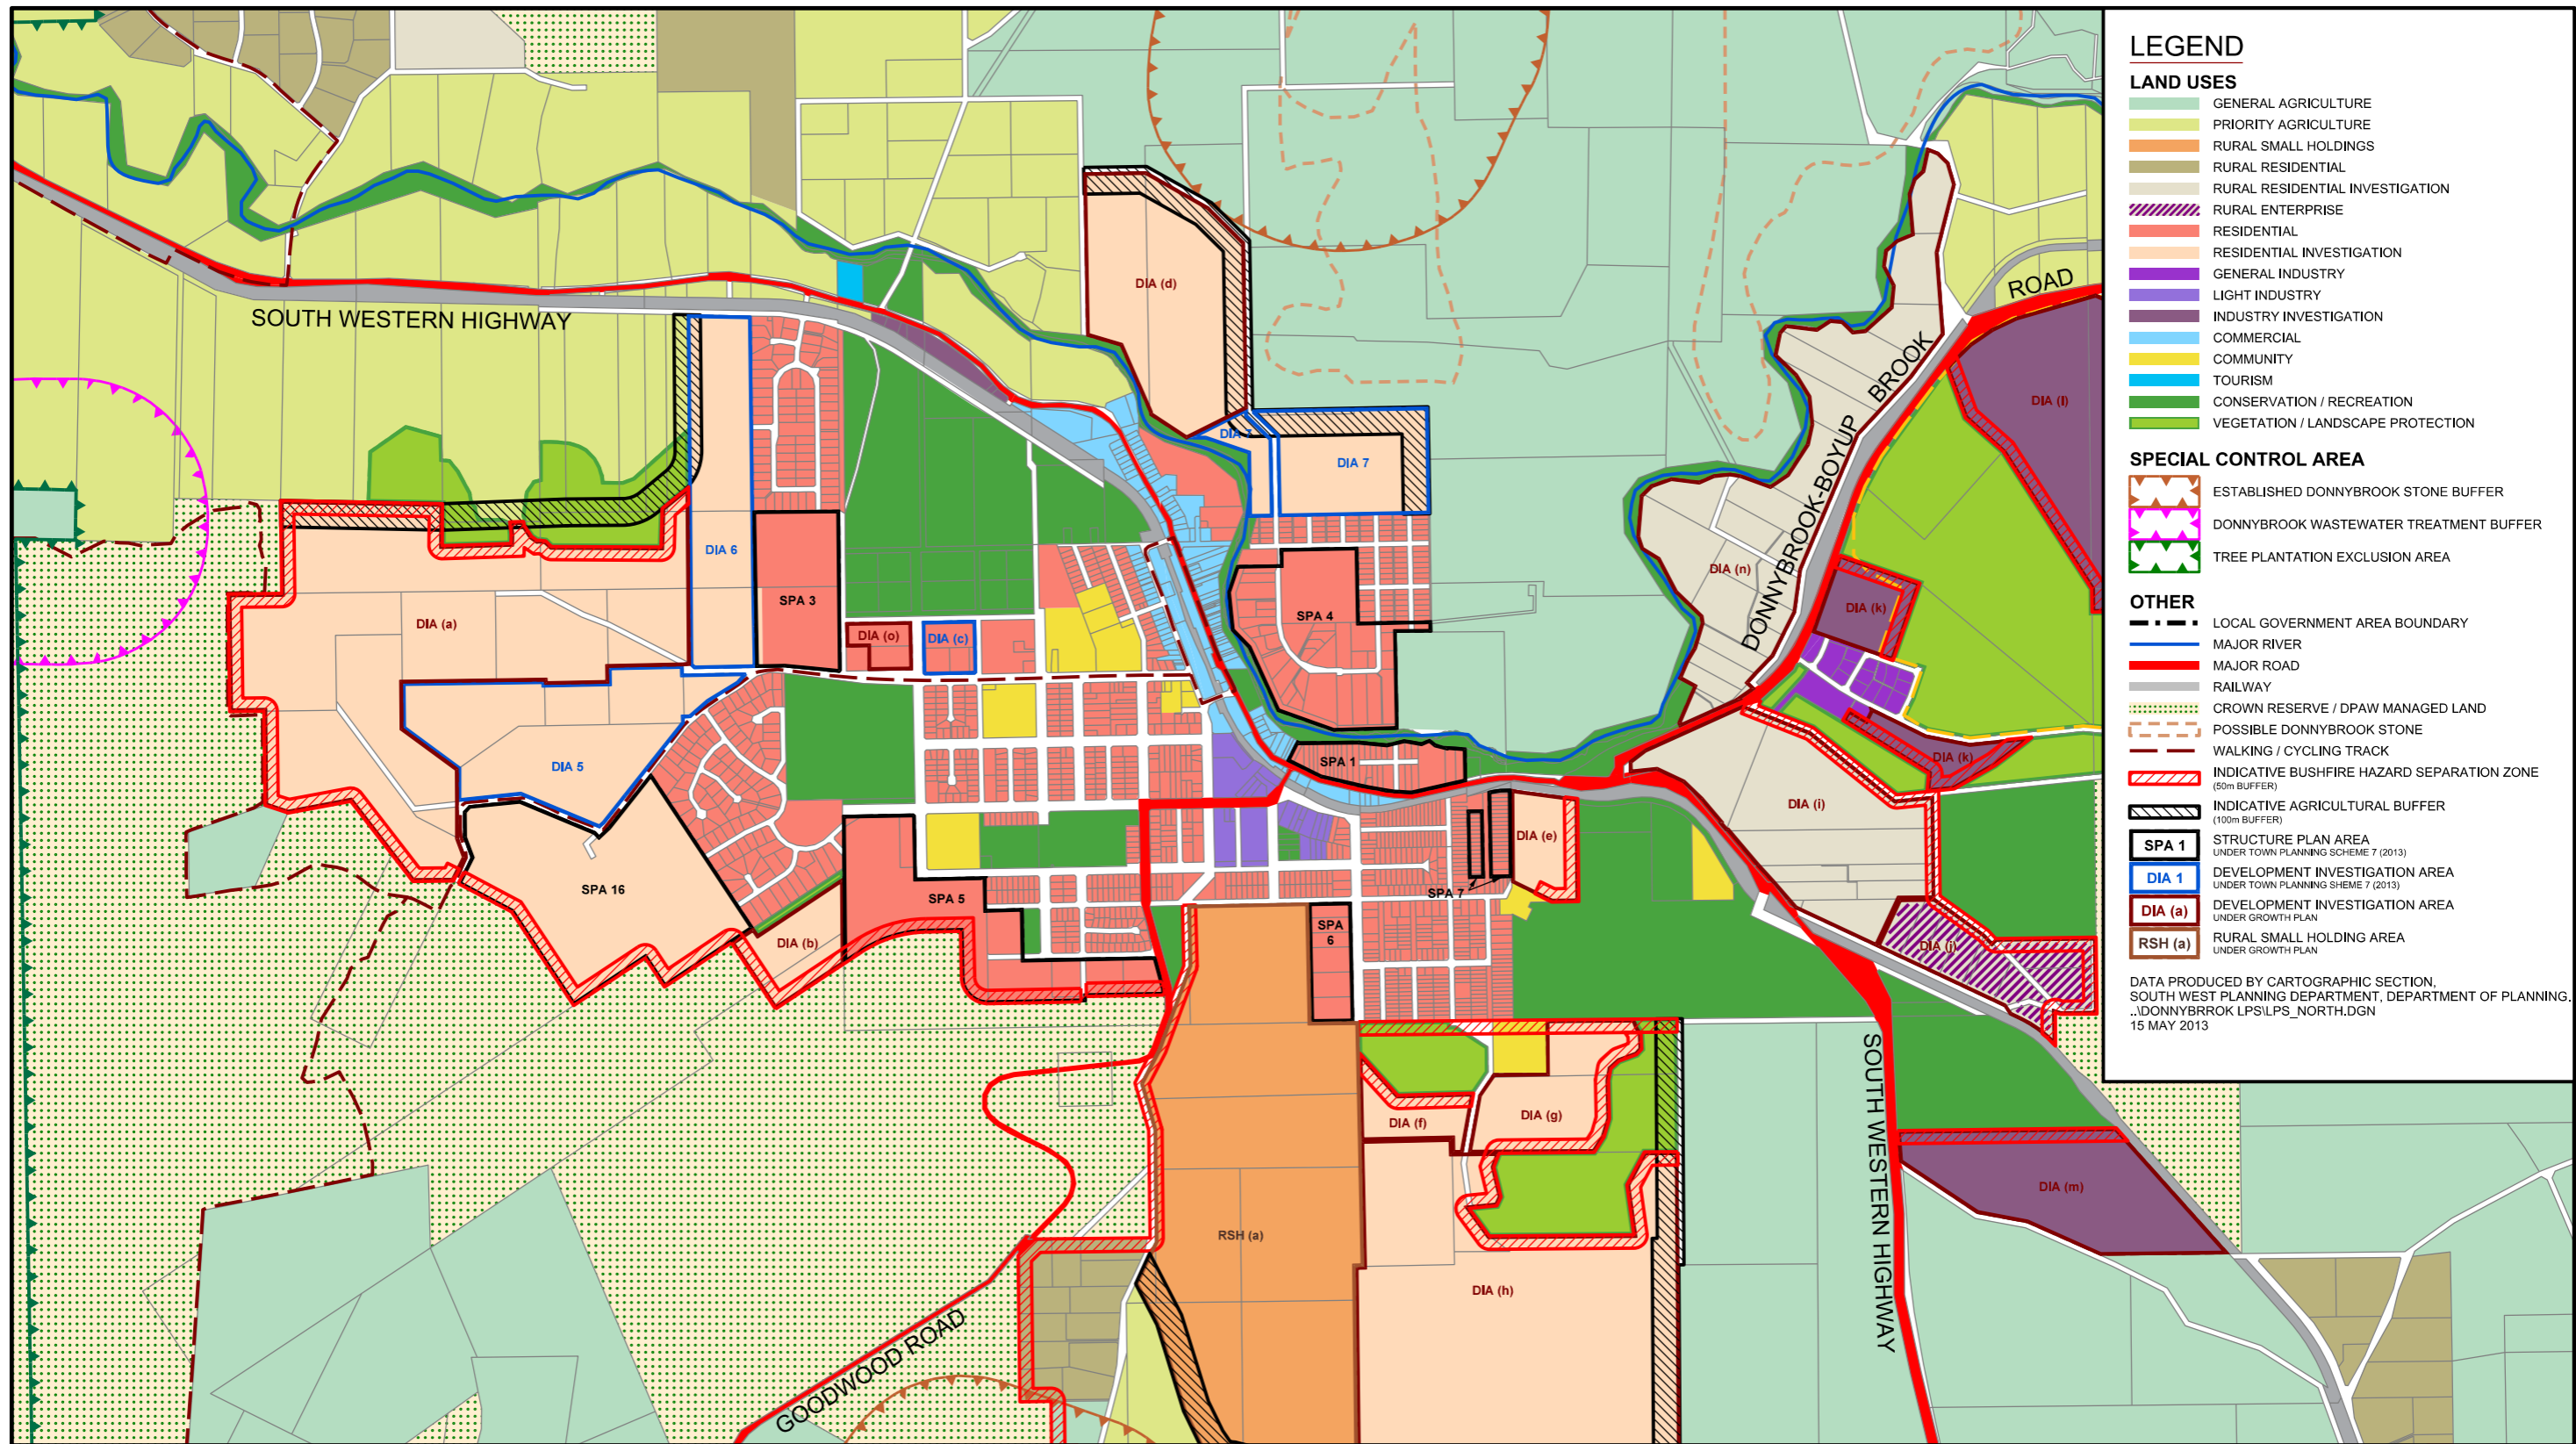 SOUTH WESTERN HIGHWAY
DIA (d)
DIA 7
DIA 7
DIA 6
SPA 3
DIA (a)
DIA (o)
DIA (c)
SPA 4
DIA 5
SPA 1
SPA 16
SPA 5
DIA (b)
SPA 7
DIA (e)
SPA
6
DONNYBROOK-BOYUP BROOK ROAD
DIA (l)
DIA (n)
DIA (k)
DIA (k)
DIA (i)
DIA (j)
DIA (f)
DIA (g)
DIA (h)
RSH (a)
DIA (m)
SOUTH WESTERN HIGHWAY
GOODWOOD ROAD
LEGEND
LAND USES
GENERAL AGRICULTURE
PRIORITY AGRICULTURE
RURAL SMALL HOLDINGS
RURAL RESIDENTIAL
RURAL RESIDENTIAL INVESTIGATION
RURAL ENTERPRISE
RESIDENTIAL
RESIDENTIAL INVESTIGATION
GENERAL INDUSTRY
LIGHT INDUSTRY
INDUSTRY INVESTIGATION
COMMERCIAL
COMMUNITY
TOURISM
CONSERVATION / RECREATION
VEGETATION / LANDSCAPE PROTECTION
SPECIAL CONTROL AREA
ESTABLISHED DONNYBROOK STONE BUFFER
DONNYBROOK WASTEWATER TREATMENT BUFFER
TREE PLANTATION EXCLUSION AREA
OTHER
LOCAL GOVERNMENT AREA BOUNDARY
MAJOR RIVER
MAJOR ROAD
RAILWAY
CROWN RESERVE / DPAW MANAGED LAND
POSSIBLE DONNYBROOK STONE
WALKING / CYCLING TRACK
INDICATIVE BUSHFIRE HAZARD SEPARATION ZONE
(50m BUFFER)
INDICATIVE AGRICULTURAL BUFFER
(100m BUFFER)
SPA 1 STRUCTURE PLAN AREA
UNDER TOWN PLANNING SCHEME 7 (2013)
DIA 1 DEVELOPMENT INVESTIGATION AREA
UNDER TOWN PLANNING SHEME 7 (2013)
DIA (a) DEVELOPMENT INVESTIGATION AREA
UNDER GROWTH PLAN
RSH (a) RURAL SMALL HOLDING AREA
UNDER GROWTH PLAN
DATA PRODUCED BY CARTOGRAPHIC SECTION,
SOUTH WEST PLANNING DEPARTMENT, DEPARTMENT OF PLANNING.
..\DONNYBRROK LPS\LPS_NORTH.DGN
15 MAY 2013